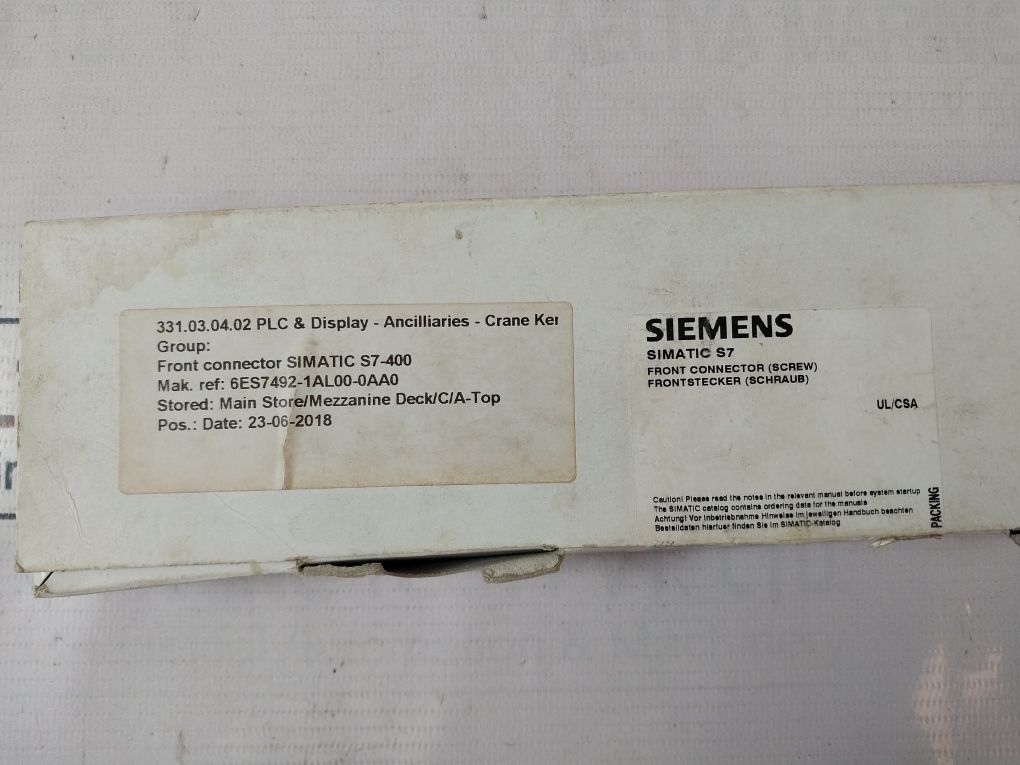 331.03.04.02 PLC & Display - Ancilliaries - Crane Ker
Group:
Front connector SIMATIC S7-400
Mak. ref: 6ES7492-1AL00-0AA0
Stored: Main Store/Mezzanine Deck/C/A-Top
Pos.: Date: 23-06-2018
SIEMENS
SIMATIC S7
FRONT CONNECTOR (SCREW)
FRONTSTECKER (SCHRAUB)
UL/CSA
Caution! Please read the notes in the relevant manual before system startup
The SIMATIC catalog contains ordering data for the manuals
Achtung! Vor Inbetriebnahme Hinweise im jeweiligen Handbuch beachten
Bestelldaten hierfuer finden Sie im SIMATIC-Katalog
PACKING